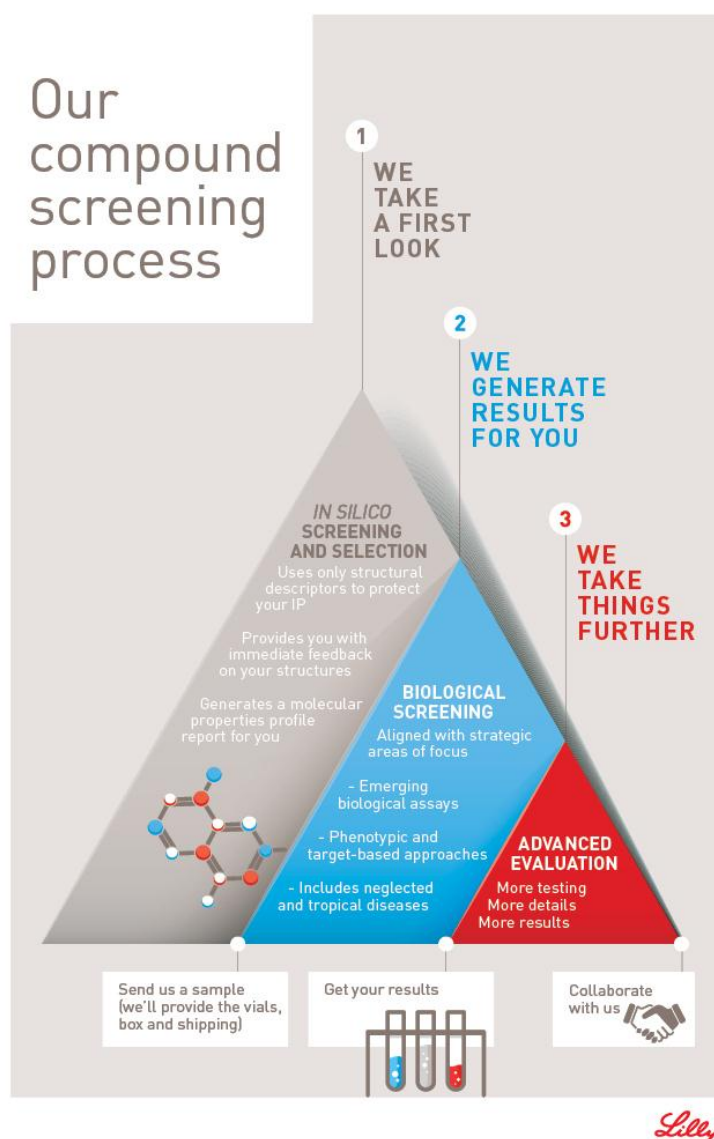 Our
compound
screening
process
1
WE
TAKE
A FIRST
LOOK
2
WE
GENERATE
RESULTS
FOR YOU
3
WE
TAKE
THINGS
FURTHER
IN SILICO
SCREENING
AND SELECTION
Uses only structural
descriptors to protect
your IP
Provides you with
immediate feedback
on your structures
Generates a molecular
properties profile
report for you
BIOLOGICAL
SCREENING
Aligned with strategic
areas of focus
- Emerging
biological assays
- Phenotypic and
target-based approaches
- Includes neglected
and tropical diseases
ADVANCED
EVALUATION
More testing
More details
More results
Send us a sample
(we'll provide the vials,
box and shipping)
Get your results
Collaborate
with us
Lilly